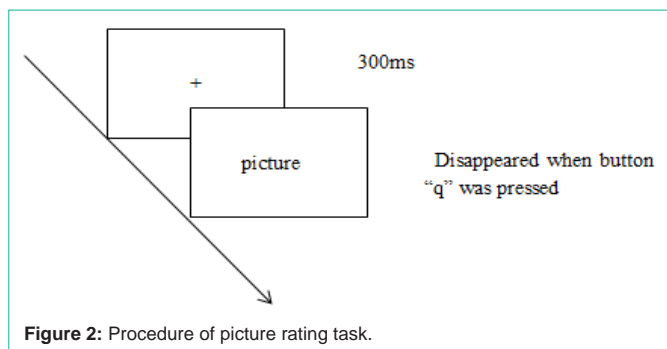 +
300ms
picture
Disappeared when button
“q” was pressed
Figure 2: Procedure of picture rating task.